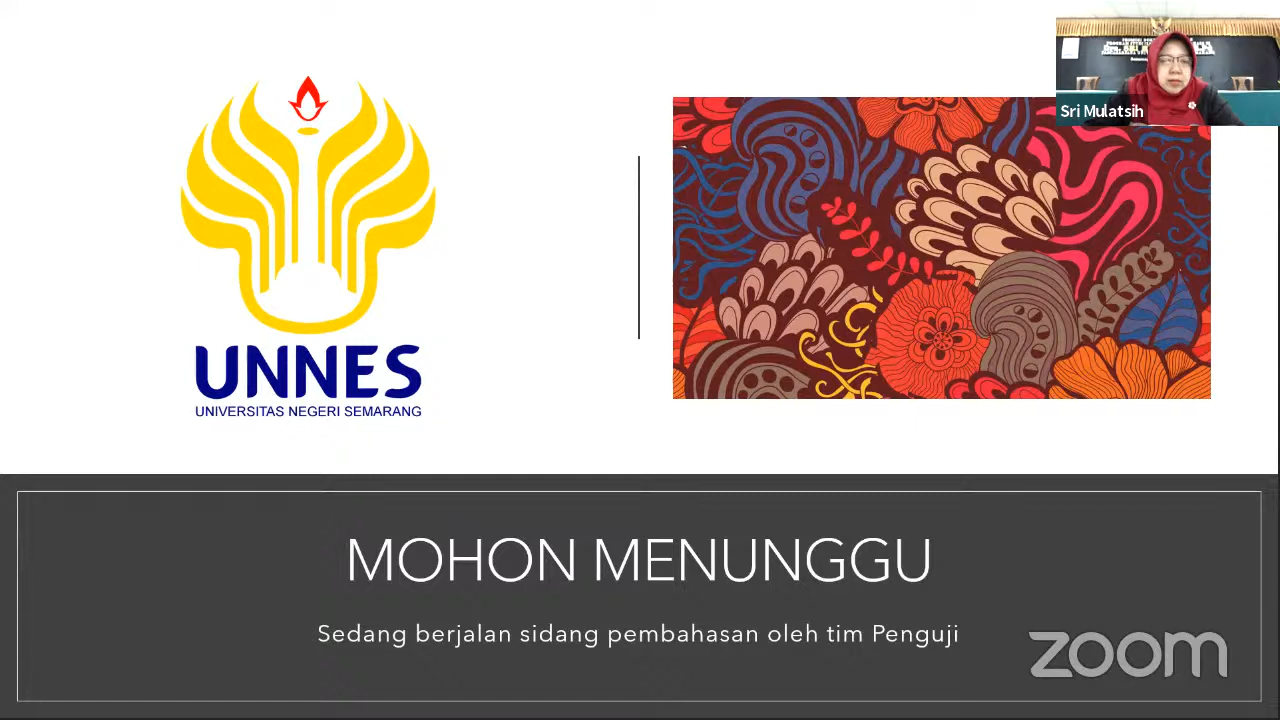 Sri Mulatsih
UNNES
UNIVERSITAS NEGERI SEMARANG
MOHON MENUNGGU
Sedang berjalan sidang pembahasan oleh tim Penguji
zoom